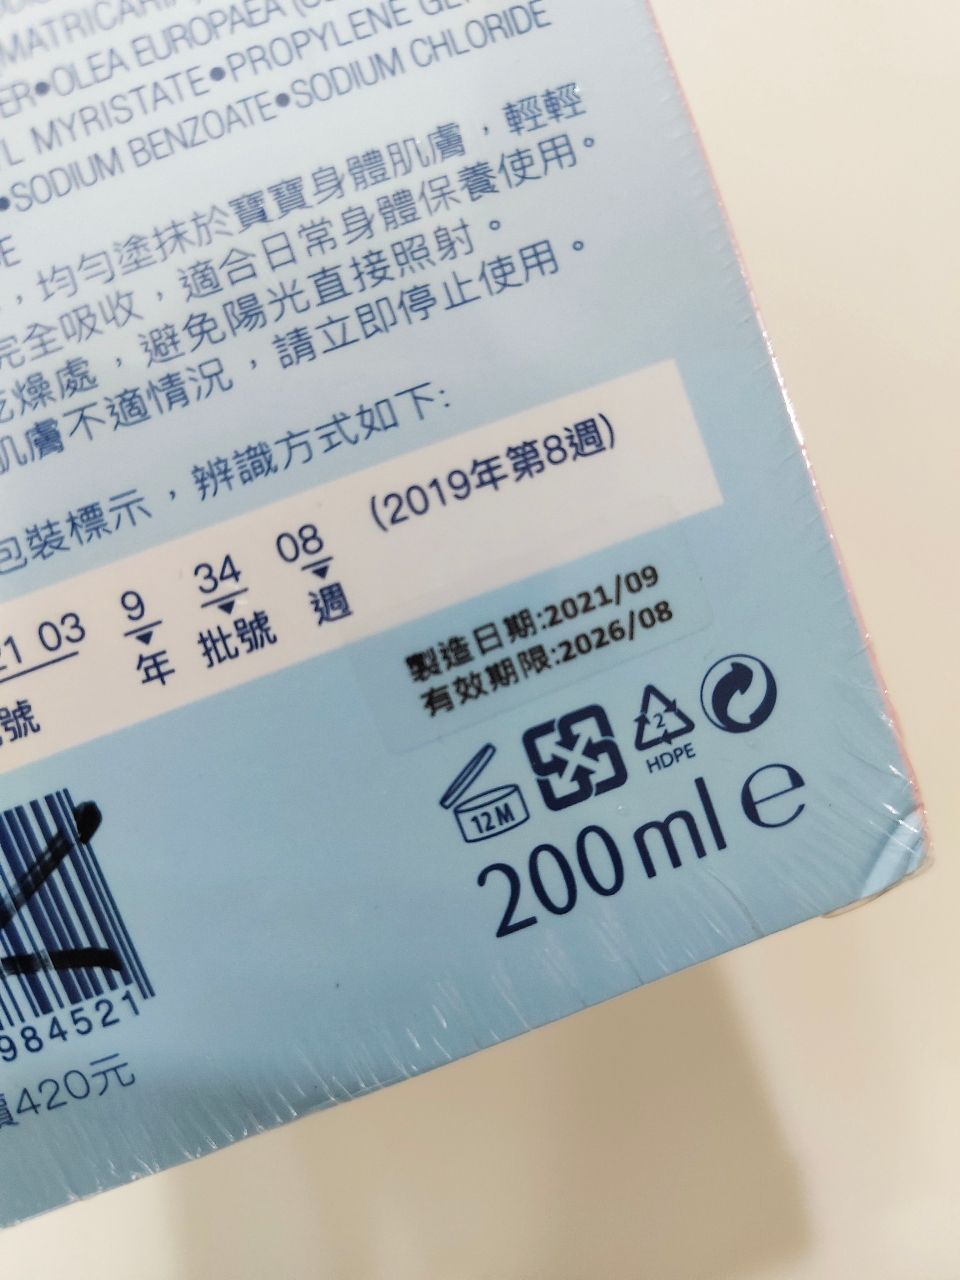 MATRICARIA
ER•OLEA EUROPAEA
MYRISTATE•PROPYLENE
•SODIUM BENZOATE•SODIUM CHLORIDE
，均勻塗抹於寶寶身體肌膚，輕輕
完全吸收，適合日常身體保養使用。
乾燥處，避免陽光直接照射。
肌膚不適情況，請立即停止使用。
包裝標示，辨識方式如下:
03 9 34 08 (2019年第8週)
號 年 批號 週
製造日期:2021/09
有效期限:2026/08
12M
2
HDPE
200ml e
984521
420元